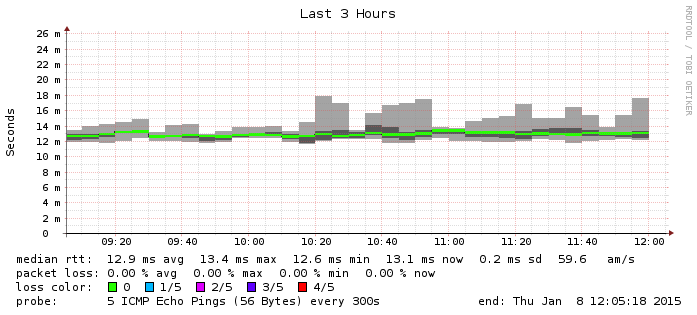 Last 3 Hours
RRDTOOL / TOBI OETIKER
Seconds
26 m
24 m
22 m
20 m
18 m
16 m
14 m
12 m
10 m
8 m
6 m
4 m
2 m
0
09:20 09:40 10:00 10:20 10:40 11:00 11:20 11:40 12:00
median rtt: 12.9 ms avg 13.4 ms max 12.6 ms min 13.1 ms now 0.2 ms sd 59.6 am/s
packet loss: 0.00 % avg 0.00 % max 0.00 % min 0.00 % now
loss color: 0 1/5 2/5 3/5 4/5
probe: 5 ICMP Echo Pings (56 Bytes) every 300s end: Thu Jan 8 12:05:18 2015